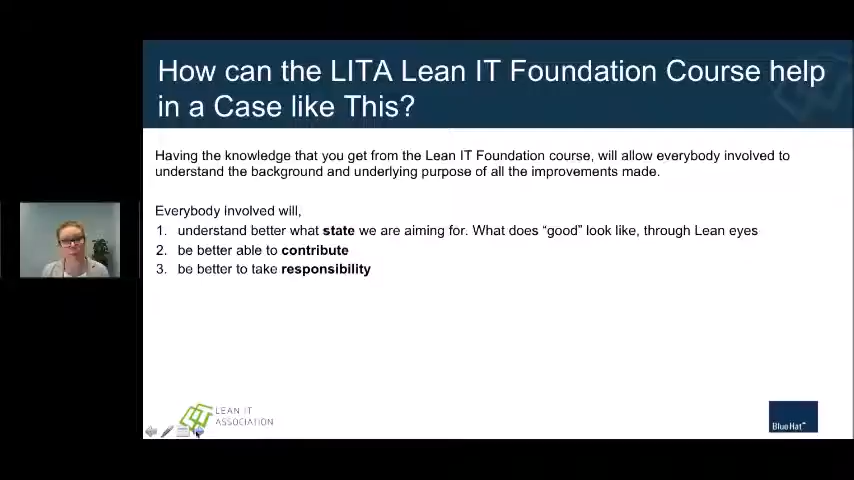 How can the LITA Lean IT Foundation Course help
in a Case like This?
Having the knowledge that you get from the Lean IT Foundation course, will allow everybody involved to
understand the background and underlying purpose of all the improvements made.
Everybody involved will,
1. understand better what state we are aiming for. What does “good” look like, through Lean eyes
2. be better able to contribute
3. be better to take responsibility
LEAN IT
ASSOCIATION
BlueHat